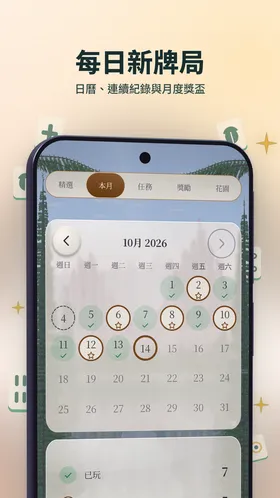 每日新牌局
日曆、連續紀錄與月度獎盃
精選 本月 任務 獎勵 花園
10月 2026
週日 週一 週二 週三 週四 週五 週六
1 2 3
4 5 6 7 8 9 10
11 12 13 14 15 16 17
18 19 20 21 22 23 24
25 26 27 28 29 30 31
已玩 7